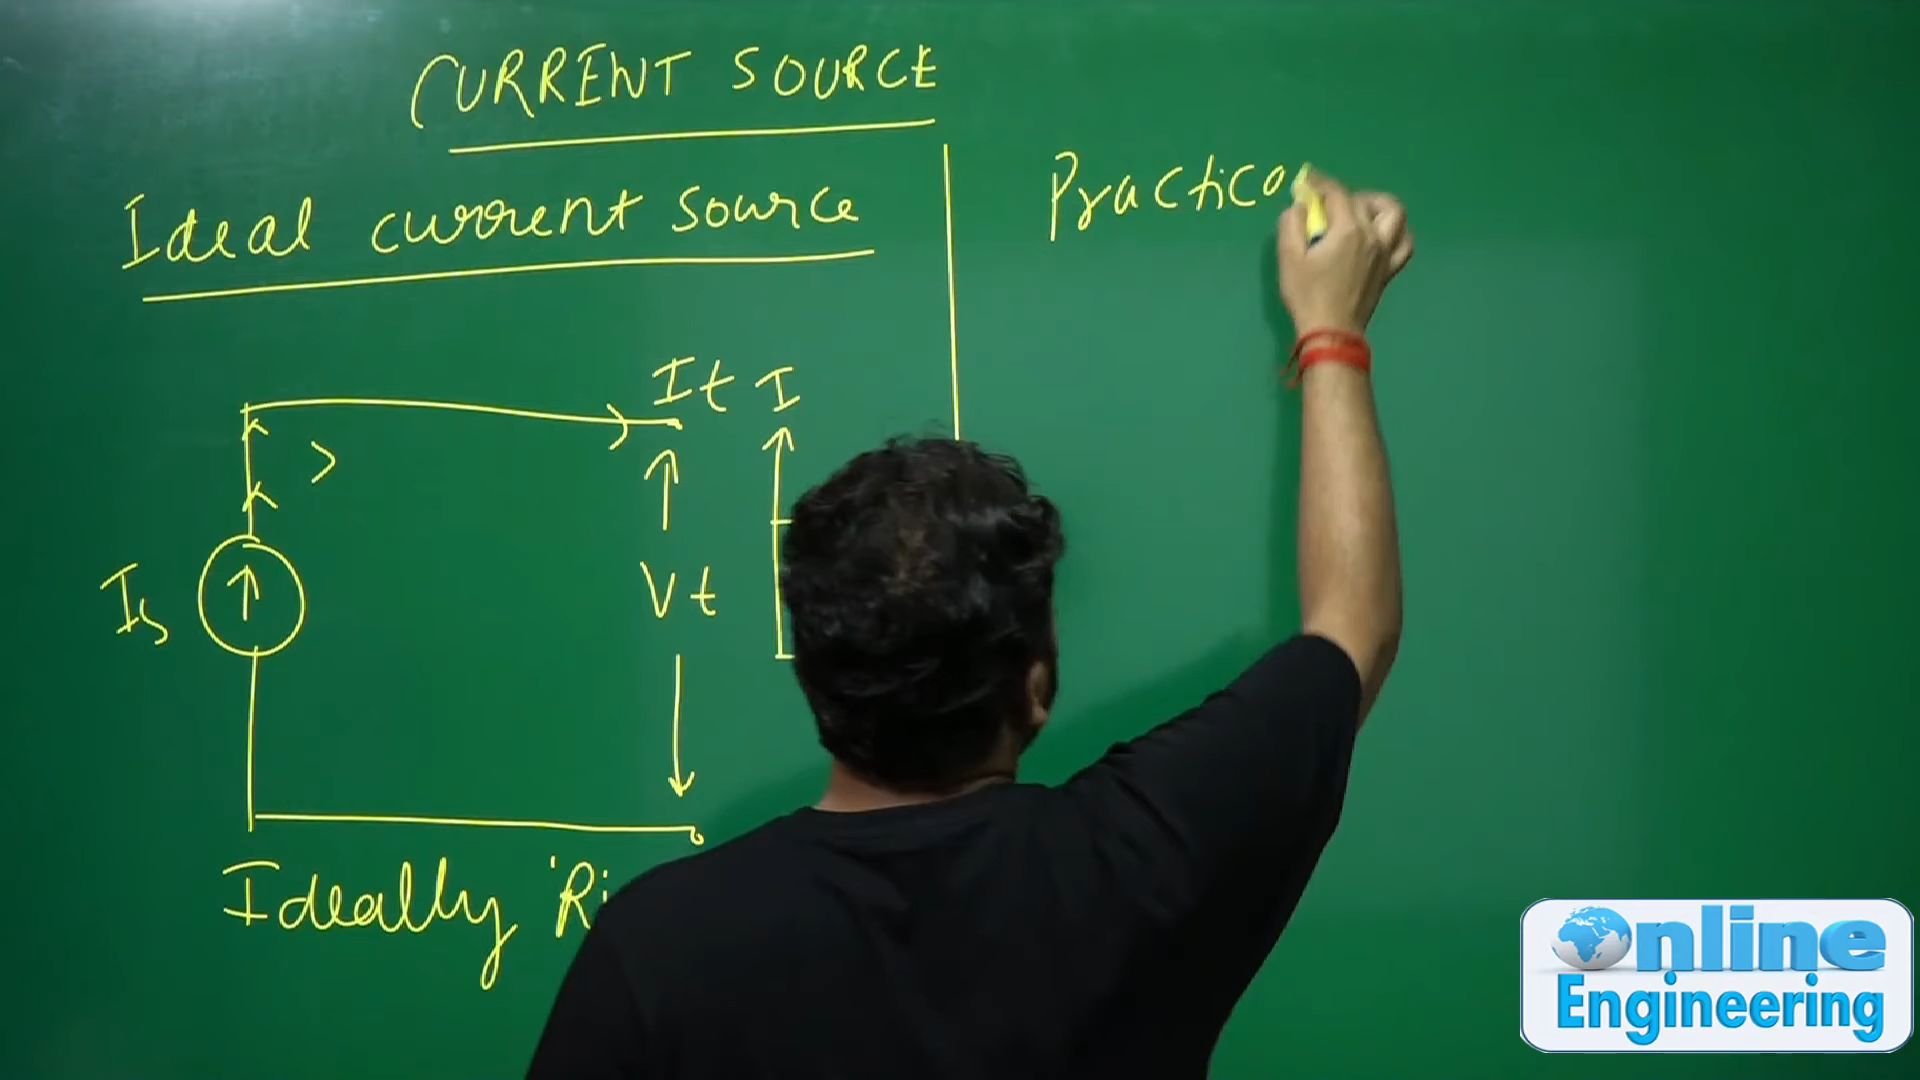 CURRENT SOURCE
Ideal current source
It
I
Is
Vt
Ideally Ri
Practica
Online
Engineering